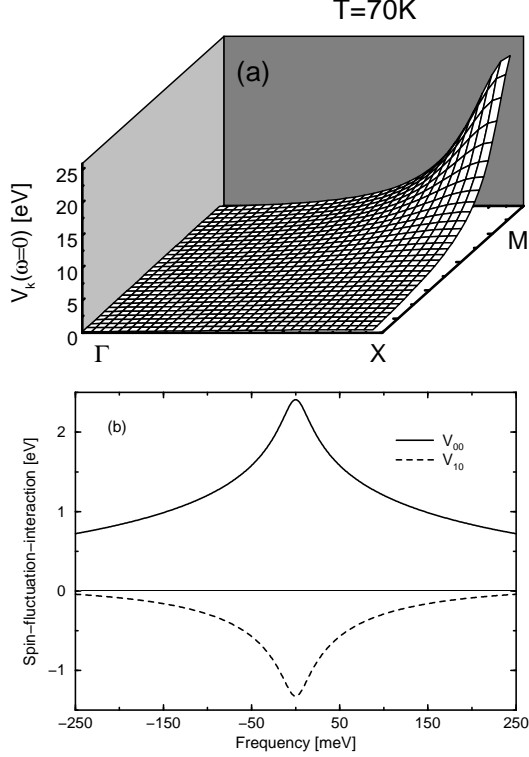 T=70K
(a)
25
20
15
10
5
0
V_k(ω=0) [eV]
Γ
X
M
(b)
V_00
V_10
2
1
0
−1
Spin−fluctuation−interaction [eV]
−250
−150
−50
50
150
250
Frequency [meV]